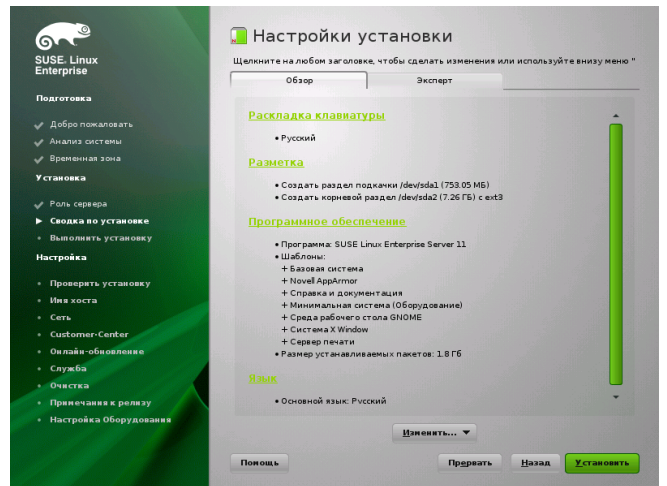 SUSE. Linux
Enterprise
Подготовка
Добро пожаловать
Анализ системы
Временная зона
Установка
Роль сервера
Сводка по установке
Выполнить установку
Настройка
Проверить установку
Имя хоста
Сеть
Customer-Center
Онлайн-обновление
Служба
Очистка
Примечания к релизу
Настройка Оборудования
Настройки установки
Щелкните на любом заголовке, чтобы сделать изменения или используйте внизу меню "
Обзор
Эксперт
Раскладка клавиатуры
• Русский
Разметка
• Создать раздел подкачки /dev/sda1 (753.05 МБ)
• Создать корневой раздел /dev/sda2 (7.26 ГБ) с ext3
Программное обеспечение
• Программа: SUSE Linux Enterprise Server 11
• Шаблоны:
+ Базовая система
+ Novell AppArmor
+ Справка и документация
+ Минимальная система (Оборудование)
+ Среда рабочего стола GNOME
+ Система X Window
+ Сервер печати
• Размер устанавливаемых пакетов: 1.8 Гб
Язык
• Основной язык: Русский
Изменить...
Помощь
Прервать
Назад
Установить